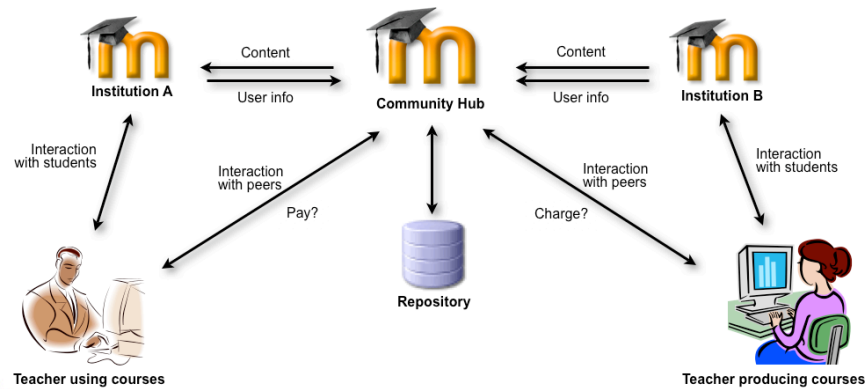 Content
Content
Institution A
User info
Community Hub
User info
Institution B
Interaction
with students
Interaction
with peers
Interaction
with peers
Interaction
with students
Pay?
Charge?
Repository
Teacher using courses
Teacher producing courses